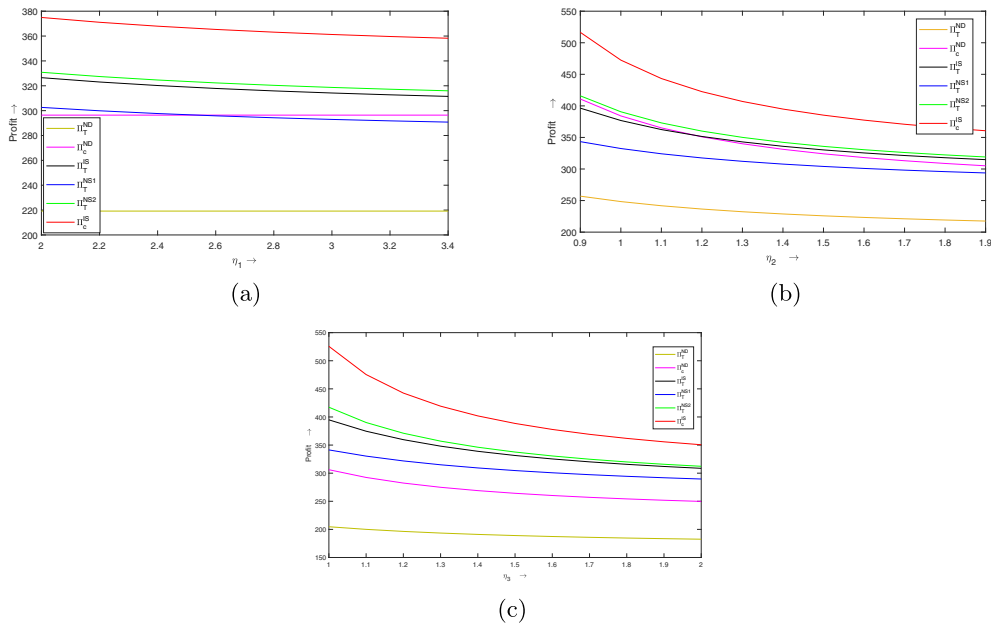 380
360
340
320
300
280
260
240
220
200
Profit →
Π_T^ND
Π_c^ND
Π_T^IS
Π_T^NS1
Π_T^NS2
Π_c^IS
2 2.2 2.4 2.6 2.8 3 3.2 3.4
η_1 →
(a)
550
500
450
400
350
300
250
200
Profit →
Π_T^ND
Π_c^ND
Π_T^IS
Π_T^NS1
Π_T^NS2
Π_c^IS
0.9 1 1.1 1.2 1.3 1.4 1.5 1.6 1.7 1.8 1.9
η_2 →
(b)
550
500
450
400
350
300
250
200
150
Profit →
Π_T^ND
Π_c^ND
Π_T^IS
Π_T^NS1
Π_T^NS2
Π_c^IS
1 1.1 1.2 1.3 1.4 1.5 1.6 1.7 1.8 1.9 2
η_3 →
(c)